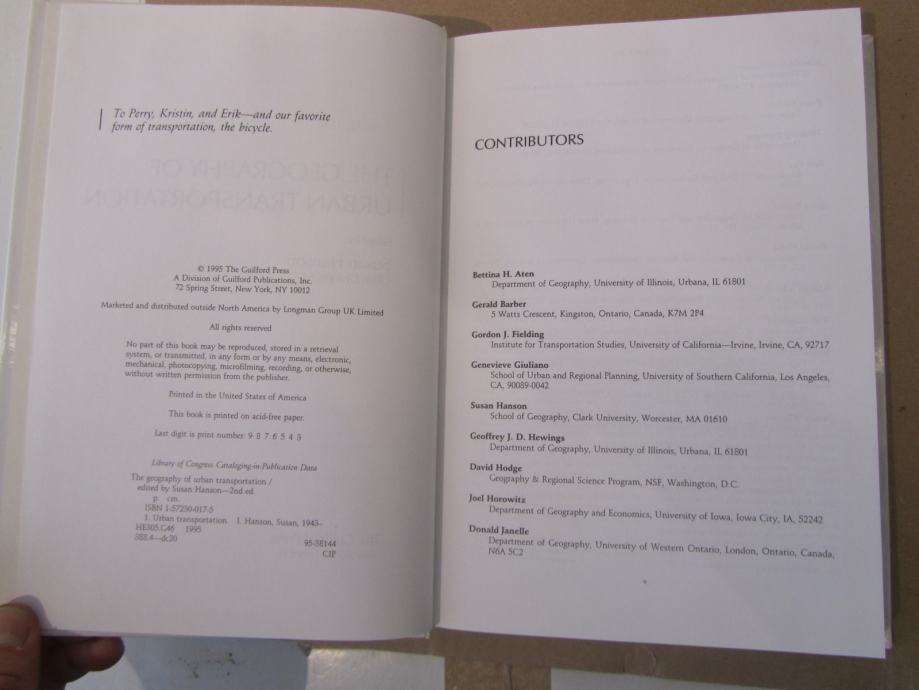 To Perry, Kristin, and Erik—and our favorite
form of transportation, the bicycle.
© 1995 The Guilford Press
A Division of Guilford Publications, Inc.
72 Spring Street, New York, NY 10012
Marketed and distributed outside North America by Longman Group UK Limited
All rights reserved
No part of this book may be reproduced, stored in a retrieval
system, or transmitted, in any form or by any means, electronic,
mechanical, photocopying, microfilming, recording, or otherwise,
without written permission from the publisher.
Printed in the United States of America
This book is printed on acid-free paper.
Last digit is print number: 9 8 7 6 5 4 3
Library of Congress Cataloging-in-Publication Data
The geography of urban transportation /
edited by Susan Hanson—2nd ed.
p. cm.
ISBN 1-57230-017-5
1. Urban transportation. I. Hanson, Susan, 1943–
HE305.G46 1995
388.4—dc20 95-38144
CIP
CONTRIBUTORS
Bettina H. Aten
Department of Geography, University of Illinois, Urbana, IL 61801
Gerald Barber
5 Watts Crescent, Kingston, Ontario, Canada, K7M 2P4
Gordon J. Fielding
Institute for Transportation Studies, University of California—Irvine, Irvine, CA, 92717
Genevieve Giuliano
School of Urban and Regional Planning, University of Southern California, Los Angeles,
CA, 90089-0042
Susan Hanson
School of Geography, Clark University, Worcester, MA 01610
Geoffrey J. D. Hewings
Department of Geography, University of Illinois, Urbana, IL 61801
David Hodge
Geography & Regional Science Program, NSF, Washington, D.C.
Joel Horowitz
Department of Geography and Economics, University of Iowa, Iowa City, IA, 52242
Donald Janelle
Department of Geography, University of Western Ontario, London, Ontario, Canada,
N6A 5C2